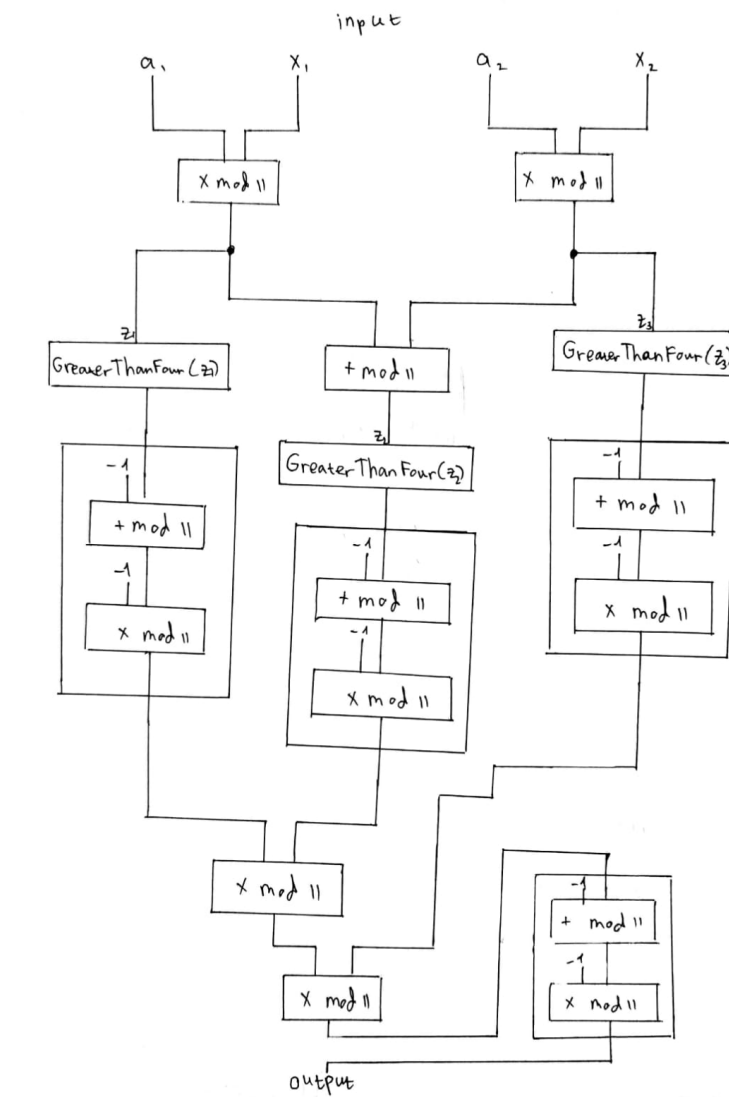 input
a₁ x₁ a₂ x₂
x mod 11 x mod 11
z₁ z₃
GreaterThanFour(z₁) + mod 11 GreaterThanFour(z₃)
z₂
GreaterThanFour(z₂)
-1 -1
+ mod 11 + mod 11
-1
+ mod 11
-1 -1
x mod 11 x mod 11
-1
x mod 11
x mod 11
-1
+ mod 11
-1
x mod 11 x mod 11
output